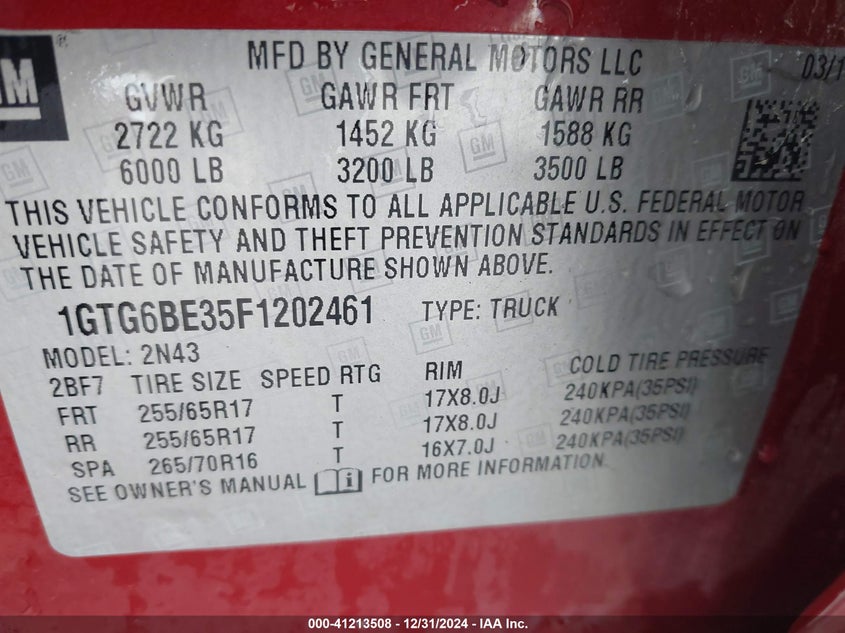 GM ®
MFD BY GENERAL MOTORS LLC 03/1
GVWR GAWR FRT GAWR RR
2722 KG 1452 KG 1588 KG
6000 LB 3200 LB 3500 LB
THIS VEHICLE CONFORMS TO ALL APPLICABLE U.S. FEDERAL MOTOR
VEHICLE SAFETY AND THEFT PREVENTION STANDARDS IN EFFECT ON
THE DATE OF MANUFACTURE SHOWN ABOVE.
1GTG6BE35F1202461 TYPE: TRUCK
MODEL: 2N43
2BF7 TIRE SIZE SPEED RTG RIM COLD TIRE PRESSURE
FRT 255/65R17 T 17X8.0J 240KPA(35PSI)
RR 255/65R17 T 17X8.0J 240KPA(35PSI)
SPA 265/70R16 T 16X7.0J 240KPA(35PSI)
SEE OWNER'S MANUAL i FOR MORE INFORMATION
000-41213508 - 12/31/2024 - IAA Inc.